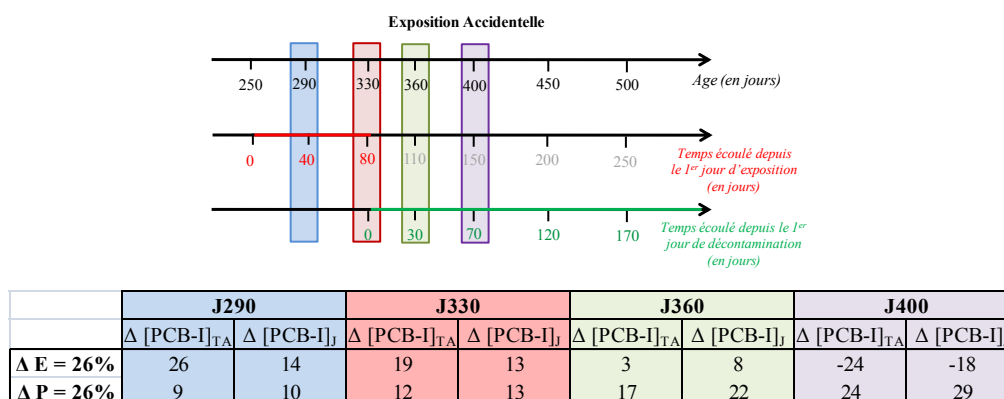 Exposition Accidentelle
250 290 330 360 400 450 500
Age (en jours)
0 40 80 110 150 200 250
Temps écoulé depuis
le 1er jour d'exposition
(en jours)
0 30 70 120 170
Temps écoulé depuis le 1er
jour de décontamination
(en jours)
J290 J330 J360 J400
Δ [PCB-I]TA Δ [PCB-I]J Δ [PCB-I]TA Δ [PCB-I]J Δ [PCB-I]TA Δ [PCB-I]J Δ [PCB-I]TA Δ [PCB-I]J
Δ E = 26% 26 14 19 13 3 8 -24 -18
Δ P = 26% 9 10 12 13 17 22 24 29